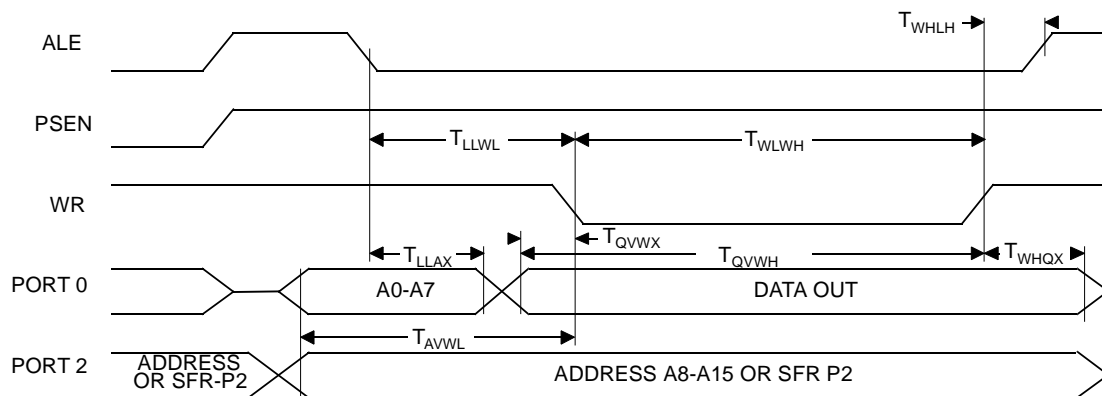 ALE
T_WHLH
PSEN
T_LLWL
T_WLWH
WR
T_QVWX
T_LLAX
T_QVWH
T_WHQX
PORT 0
A0-A7
DATA OUT
T_AVWL
PORT 2
ADDRESS
OR SFR-P2
ADDRESS A8-A15 OR SFR P2